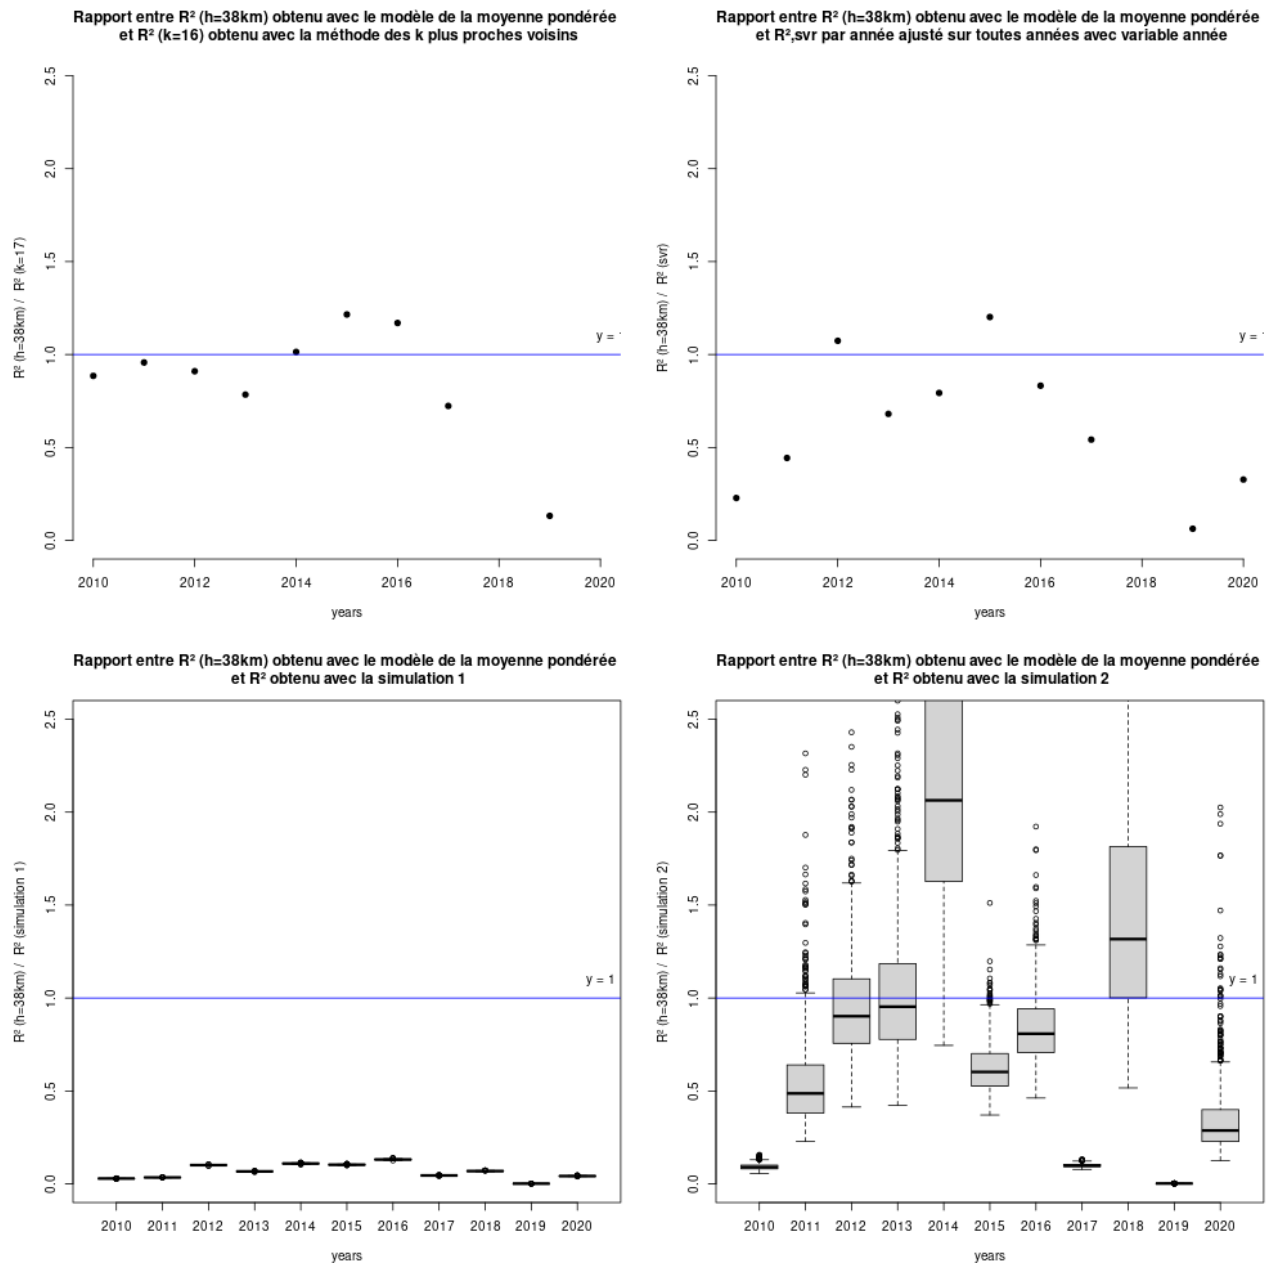 Rapport entre R² (h=38km) obtenu avec le modèle de la moyenne pondérée
et R² (k=16) obtenu avec la méthode des k plus proches voisins
R² (h=38km) / R² (k=17)
2.5
2.0
1.5
1.0
0.5
0.0
y =
2010 2012 2014 2016 2018 2020
years
Rapport entre R² (h=38km) obtenu avec le modèle de la moyenne pondérée
et R²,svr par année ajusté sur toutes années avec variable année
R² (h=38km) / R² (svr)
2.5
2.0
1.5
1.0
0.5
0.0
y =
2010 2012 2014 2016 2018 2020
years
Rapport entre R² (h=38km) obtenu avec le modèle de la moyenne pondérée
et R² obtenu avec la simulation 1
R² (h=38km) / R² (simulation 1)
2.5
2.0
1.5
1.0
0.5
0.0
y = 1
2010 2011 2012 2013 2014 2015 2016 2017 2018 2019 2020
years
Rapport entre R² (h=38km) obtenu avec le modèle de la moyenne pondérée
et R² obtenu avec la simulation 2
R² (h=38km) / R² (simulation 2)
2.5
2.0
1.5
1.0
0.5
0.0
y = 1
2010 2011 2012 2013 2014 2015 2016 2017 2018 2019 2020
years